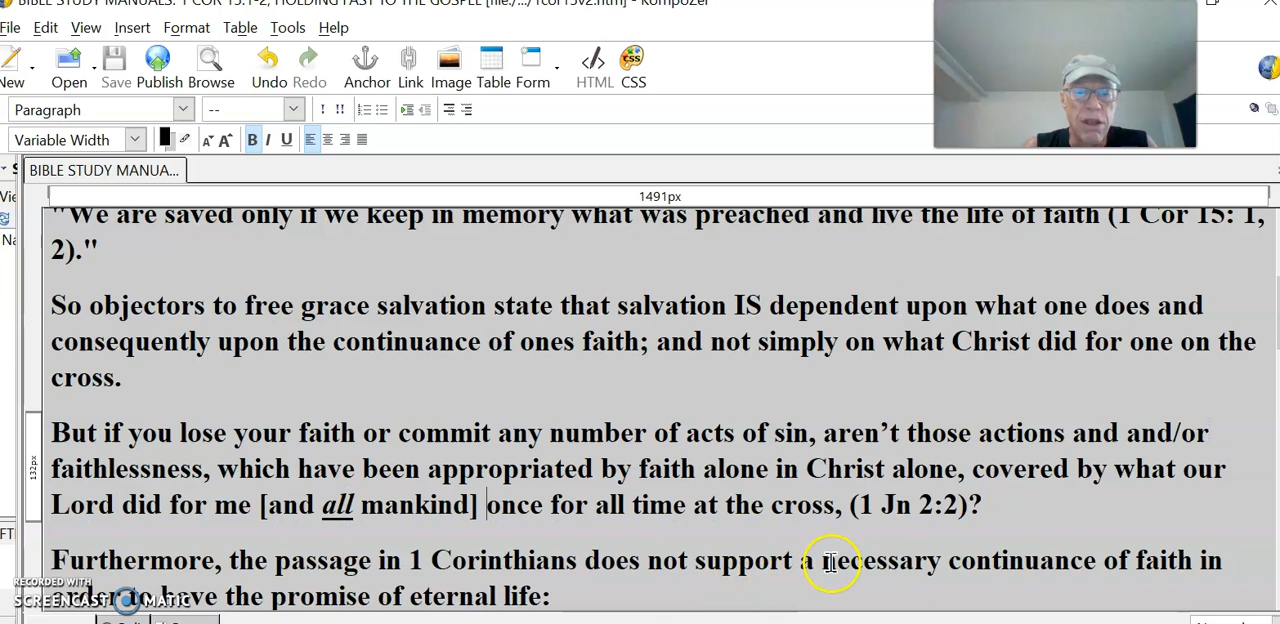 BIBLE STUDY MANUALS: 1 COR 15:1-2, HOLDING FAST TO THE GOSPEL [file:/.../1cor15v2.htm] - KompoZer
File Edit View Insert Format Table Tools Help
New Open Save Publish Browse Undo Redo Anchor Link Image Table Form HTML CSS
Paragraph -- ! !!
Variable Width A A B I U
BIBLE STUDY MANUA...
1491px
"We are saved only if we keep in memory what was preached and live the life of faith (1 Cor 15: 1,
2)."
So objectors to free grace salvation state that salvation IS dependent upon what one does and
consequently upon the continuance of ones faith; and not simply on what Christ did for one on the
cross.
But if you lose your faith or commit any number of acts of sin, aren’t those actions and and/or
faithlessness, which have been appropriated by faith alone in Christ alone, covered by what our
Lord did for me [and all mankind] once for all time at the cross, (1 Jn 2:2)?
Furthermore, the passage in 1 Corinthians does not support a necessary continuance of faith in
order to have the promise of eternal life:
132px
RECORDED WITH
SCREENCAST MATIC